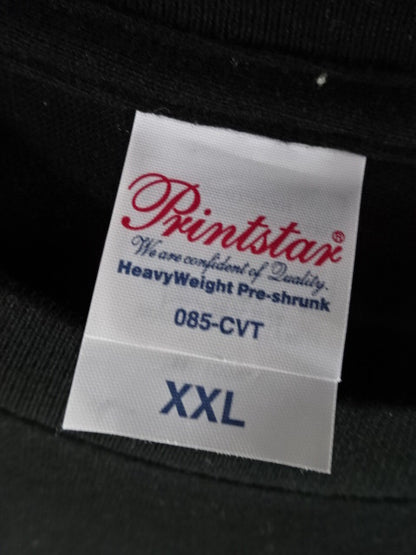 Printstar®
We are confident of Quality.
HeavyWeight Pre-shrunk
085-CVT
XXL